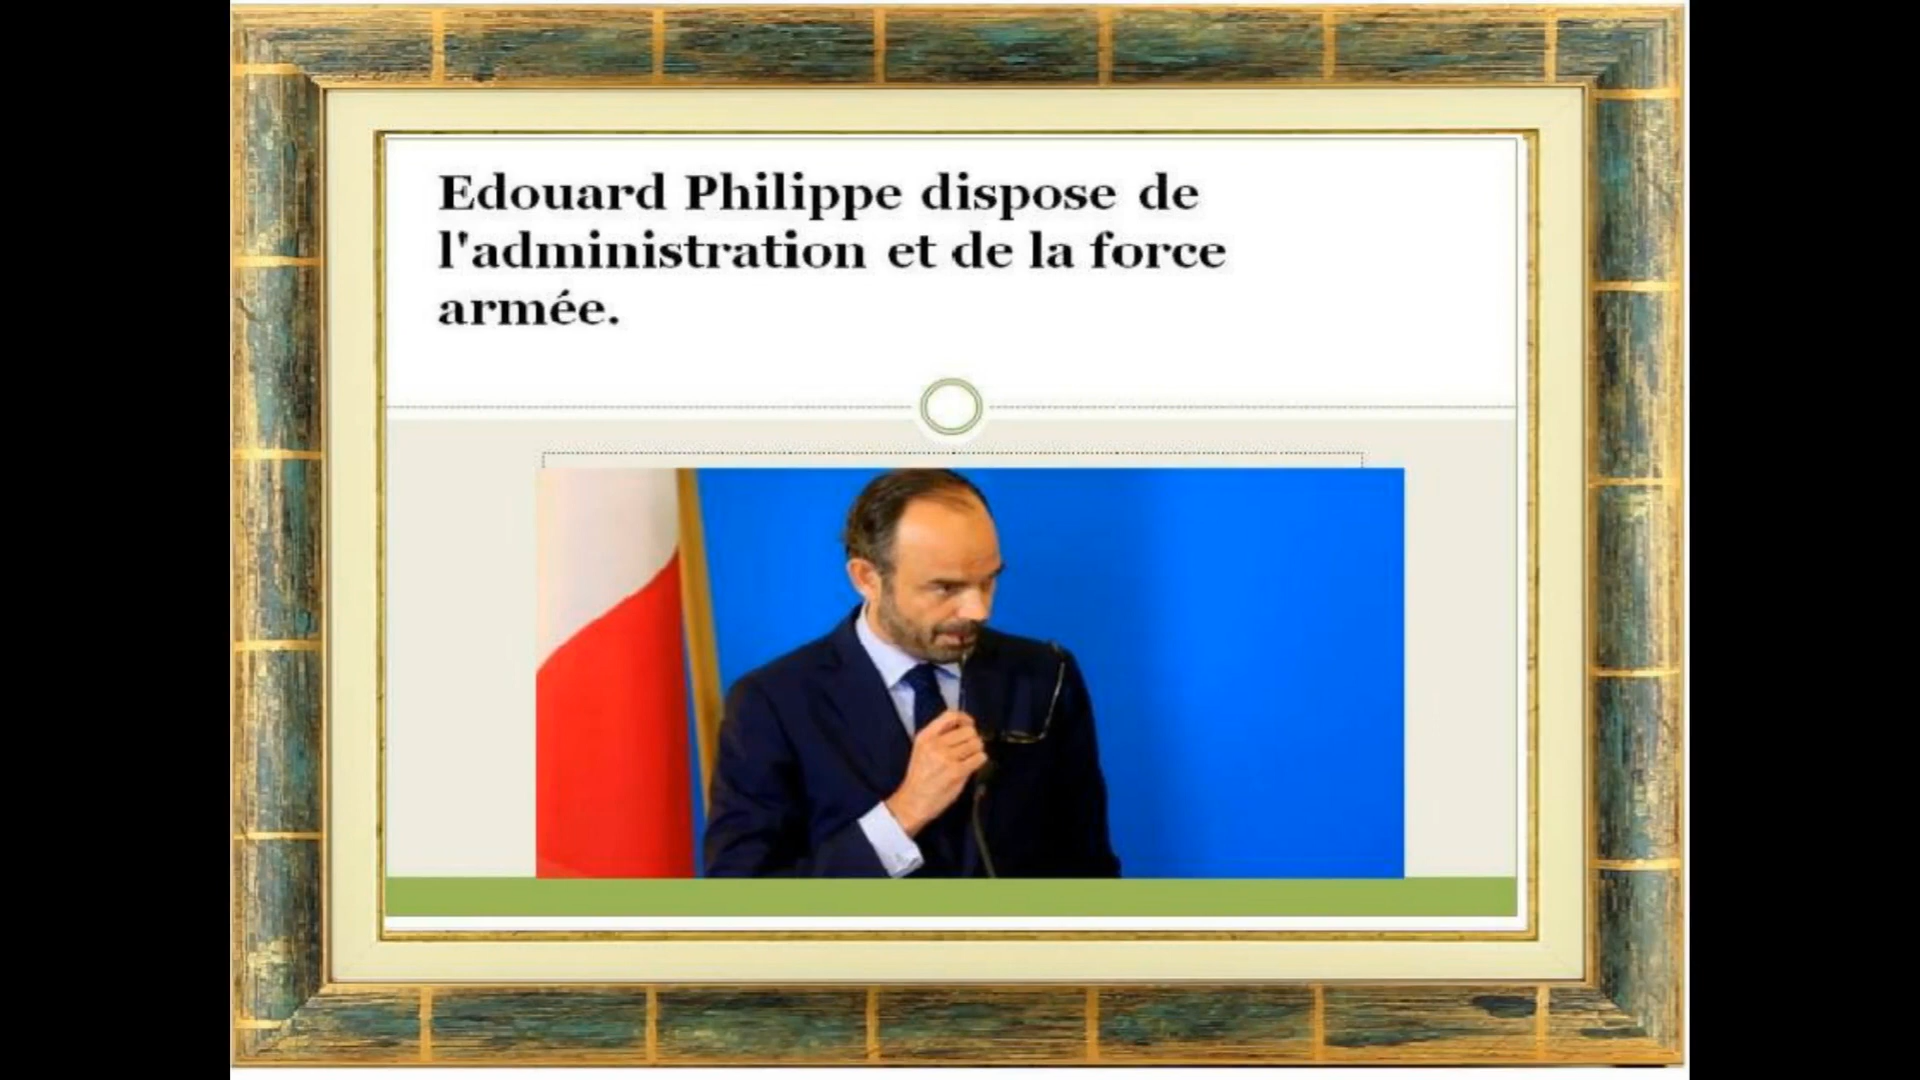 Edouard Philippe dispose de
l'administration et de la force
armée.